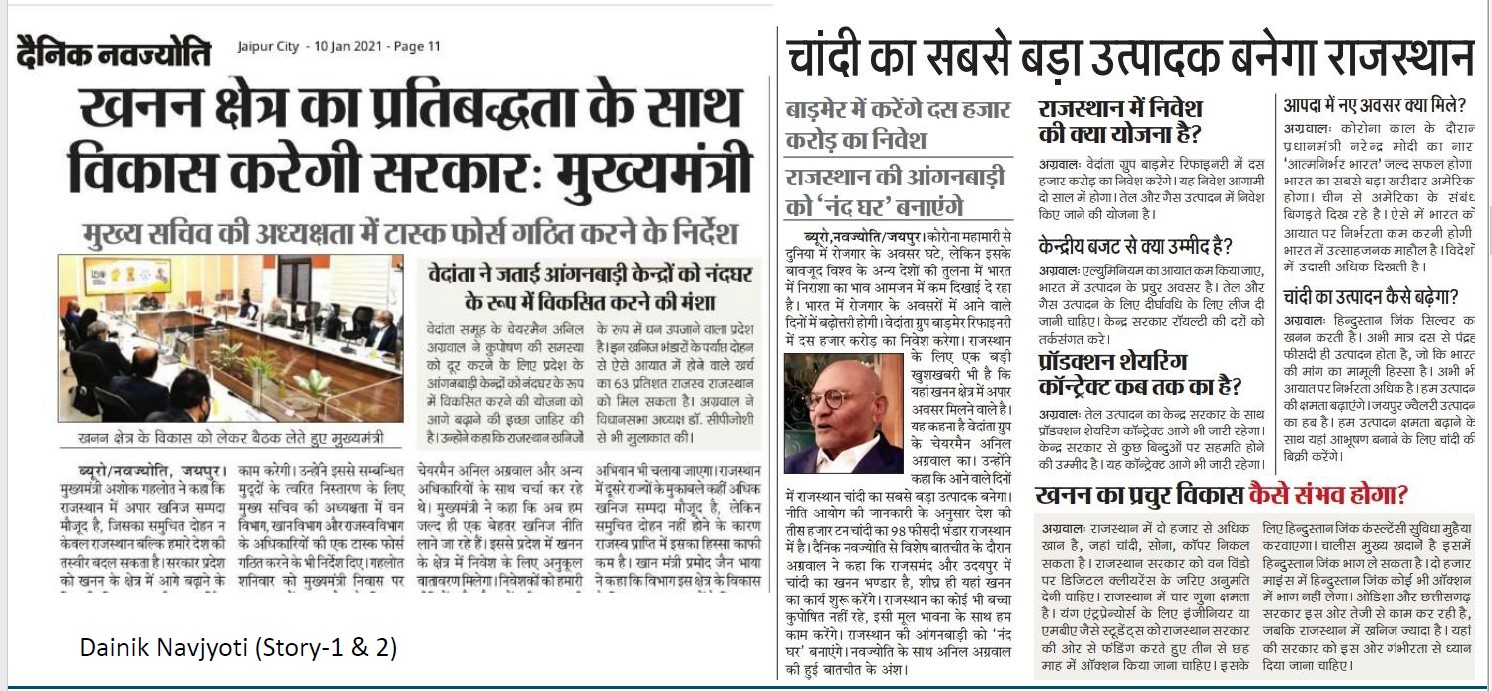 दैनिक नवज्योति
Jaipur City - 10 Jan 2021 - Page 11
खनन क्षेत्र का प्रतिबद्धता के साथ
विकास करेगी सरकारः मुख्यमंत्री
मुख्य सचिव की अध्यक्षता में टास्क फोर्स गठित करने के निर्देश
खनन क्षेत्र के विकास को लेकर बैठक लेते हुए मुख्यमंत्री
वेदांता ने जताई आंगनबाड़ी केन्द्रों को नंदघर
के रूप में विकसित करने की मंशा
वेदांता समूह के चेयरमैन अनिल
अग्रवाल ने कुपोषण की समस्या
को दूर करने के लिए प्रदेश के
आंगनबाड़ी केन्द्रों को नंदघर के रूप
में विकसित करने की योजना को
आगे बढ़ाने की इच्छा जाहिर की
है। उन्होंने कहा कि राजस्थान खनिजों
के रूप में धन उपजाने वाला प्रदेश
है। इन खनिज भंडारों के पर्याप्त दोहन
से ऐसे आयात में होने वाले खर्च
का 63 प्रतिशत राजस्व राजस्थान
को मिल सकता है। अग्रवाल ने
विधानसभा अध्यक्ष डॉ. सीपीजोशी
से भी मुलाकात की।
ब्यूरो/नवज्योति, जयपुर।
मुख्यमंत्री अशोक गहलोत ने कहा कि
राजस्थान में अपार खनिज सम्पदा
मौजूद है, जिसका समुचित दोहन न
केवल राजस्थान बल्कि हमारे देश की
तस्वीर बदल सकता है। सरकार प्रदेश
को खनन के क्षेत्र में आगे बढ़ाने के
काम करेगी। उन्होंने इससे सम्बन्धित
मुद्दों के त्वरित निस्तारण के लिए
मुख्य सचिव की अध्यक्षता में वन
विभाग, खान विभाग और राजस्व विभाग
के अधिकारियों की एक टास्क फोर्स
गठित करने के भी निर्देश दिए। गहलोत
शनिवार को मुख्यमंत्री निवास पर
चेयरमैन अनिल अग्रवाल और अन्य
अधिकारियों के साथ चर्चा कर रहे
थे। मुख्यमंत्री ने कहा कि अब हम
जल्द ही एक बेहतर खनिज नीति
लाने जा रहे हैं। इससे प्रदेश में खनन
के क्षेत्र में निवेश के लिए अनुकूल
वातावरण मिलेगा। निवेशकों को हमारी
अभियान भी चलाया जाएगा। राजस्थान
में दूसरे राज्यों के मुकाबले कहीं अधिक
खनिज सम्पदा मौजूद है, लेकिन
समुचित दोहन नहीं होने के कारण
राजस्व प्राप्ति में इसका हिस्सा काफी
कम है। खान मंत्री प्रमोद जैन भाया
ने कहा कि विभाग इस क्षेत्र के विकास
Dainik Navjyoti (Story-1 & 2)
चांदी का सबसे बड़ा उत्पादक बनेगा राजस्थान
बाड़मेर में करेंगे दस हजार
करोड़ का निवेश
राजस्थान की आंगनबाड़ी
को ‘नंद घर’ बनाएंगे
ब्यूरो,नवज्योति/जयपुर। कोरोना महामारी से
दुनिया में रोजगार के अवसर घटे, लेकिन इसके
बावजूद विश्व के अन्य देशों की तुलना में भारत
में निराशा का भाव आमजन में कम दिखाई दे रहा
है। भारत में रोजगार के अवसरों में आने वाले
दिनों में बढ़ोत्तरी होगी। वेदांता ग्रुप बाड़मेर रिफाइनरी
में दस हजार करोड़ का निवेश करेगा। राजस्थान
के लिए एक बड़ी
खुशखबरी भी है कि
यहां खनन क्षेत्र में अपार
अवसर मिलने वाले है।
यह कहना है वेदांता ग्रुप
के चेयरमैन अनिल
अग्रवाल का। उन्होंने
कहा कि आने वाले दिनों
में राजस्थान चांदी का सबसे बड़ा उत्पादक बनेगा।
नीति आयोग की जानकारी के अनुसार देश की
तीस हजार टन चांदी का 98 फीसदी भंडार राजस्थान
में है। दैनिक नवज्योति से विशेष बातचीत के दौरान
अग्रवाल ने कहा कि राजसमंद और उदयपुर में
चांदी का खनन भण्डार है, शीघ्र ही यहां खनन
का कार्य शुरू करेंगे। राजस्थान का कोई भी बच्चा
कुपोषित नहीं रहे, इसी मूल भावना के साथ हम
काम करेंगे। राजस्थान की आंगनबाड़ी को ‘नंद
घर’ बनाएंगे। नवज्योति के साथ अनिल अग्रवाल
की हुई बातचीत के अंश।
राजस्थान में निवेश
की क्या योजना है?
अग्रवालः वेदांता ग्रुप बाड़मेर रिफाइनरी में दस
हजार करोड़ का निवेश करेंगे। यह निवेश आगामी
दो साल में होगा। तेल और गैस उत्पादन में निवेश
किए जाने की योजना है।
केन्द्रीय बजट से क्या उम्मीद है?
अग्रवालः एल्युमिनियम का आयात कम किया जाए,
भारत में उत्पादन के प्रचुर अवसर है। तेल और
गैस उत्पादन के लिए दीर्घावधि के लिए लीज दी
जानी चाहिए। केन्द्र सरकार रॉयल्टी की दरों को
तर्कसंगत करे।
प्रॉडक्शन शेयरिंग
कॉन्ट्रेक्ट कब तक का है?
अग्रवालः तेल उत्पादन का केन्द्र सरकार के साथ
प्रॉडक्शन शेयरिंग कॉन्ट्रेक्ट आगे भी जारी रहेगा।
केन्द्र सरकार से कुछ बिन्दुओं पर सहमति होने
की उम्मीद है। यह कॉन्ट्रेक्ट आगे भी जारी रहेगा।
आपदा में नए अवसर क्या मिले?
अग्रवालः कोरोना काल के दौरान
प्रधानमंत्री नरेन्द्र मोदी का नार
‘आत्मनिर्भर भारत’ जल्द सफल होगा
भारत का सबसे बड़ा खरीदार अमेरिक
होगा। चीन से अमेरिका के संबंध
बिगड़ते दिख रहे है। ऐसे में भारत को
आयात पर निर्भरता कम करनी होगी
भारत में उत्साहजनक माहौल है। विदेशो
में उदासी अधिक दिखती है।
चांदी का उत्पादन कैसे बढ़ेगा?
अग्रवालः हिन्दुस्तान जिंक सिल्वर क
खनन करती है। अभी मात्र दस से पंद्रह
फीसदी ही उत्पादन होता है, जो कि भारत
की मांग का मामूली हिस्सा है। अभी भी
आयात पर निर्भरता अधिक है। हम उत्पादन
की क्षमता बढ़ाएंगे। जयपुर ज्वेलरी उत्पादन
का हब है। हम उत्पादन क्षमता बढ़ाने के
साथ यहां आभूषण बनाने के लिए चांदी की
बिक्री करेंगे।
खनन का प्रचुर विकास कैसे संभव होगा?
अग्रवालः राजस्थान में दो हजार से अधिक
खान है, जहां चांदी, सोना, कॉपर निकल
सकता है। राजस्थान सरकार को वन विंडो
पर डिजिटल क्लीयरेंस के जरिए अनुमति
देनी चाहिए। राजस्थान में चार गुना क्षमता
है। यंग एंट्रप्रेन्योर्स के लिए इंजीनियर या
एमबीए जैसे स्टूडेंट्स को राजस्थान सरकार
की ओर से फंडिंग करते हुए तीन से छह
माह में ऑक्शन किया जाना चाहिए। इसके
लिए हिन्दुस्तान जिंक कंस्ल्टेंसी सुविधा मुहैया
करवाएगा। चालीस मुख्य खदाने है इसमें
हिन्दुस्तान जिंक भाग ले सकता है। दो हजार
माइंस में हिन्दुस्तान जिंक कोई भी ऑक्शन
में भाग नहीं लेगा। ओडिशा और छत्तीसगढ़
सरकार इस ओर तेजी से काम कर रही है,
जबकि राजस्थान में खनिज ज्यादा है। यहां
की सरकार को इस ओर गंभीरता से ध्यान
दिया जाना चाहिए।